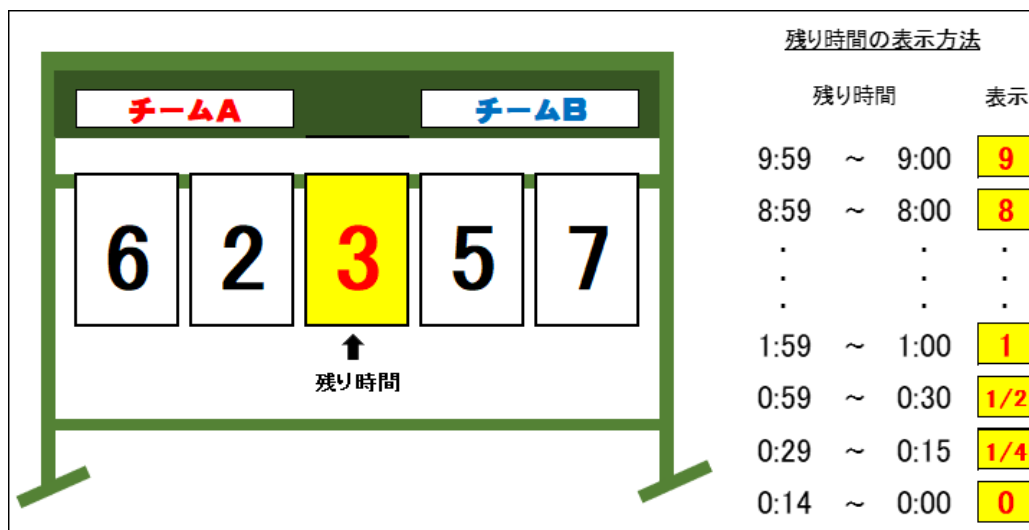 チームA
チームB
6 2 3 5 7
残り時間
残り時間の表示方法
残り時間 表示
9:59 ～ 9:00 9
8:59 ～ 8:00 8
・ ・ ・
・ ・ ・
・ ・ ・
1:59 ～ 1:00 1
0:59 ～ 0:30 1/2
0:29 ～ 0:15 1/4
0:14 ～ 0:00 0